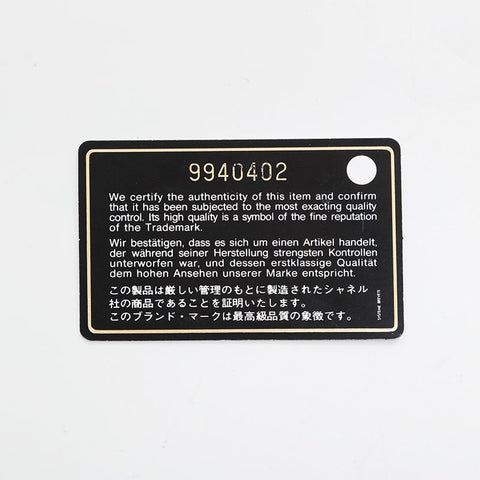 9940402
We certify the authenticity of this item and confirm
that it has been subjected to the most exacting quality
control. Its high quality is a symbol of the fine reputation
of the Trademark.
Wir bestätigen, dass es sich um einen Artikel handelt,
der während seiner Herstellung strengsten Kontrollen
unterworfen war, und dessen erstklassige Qualität
dem hohen Ansehen unserer Marke entspricht.
この製品は厳しい管理のもとに製造されたシャネル
社の商品であることを証明いたします。
このブランド・マークは最高級品質の象徴です。